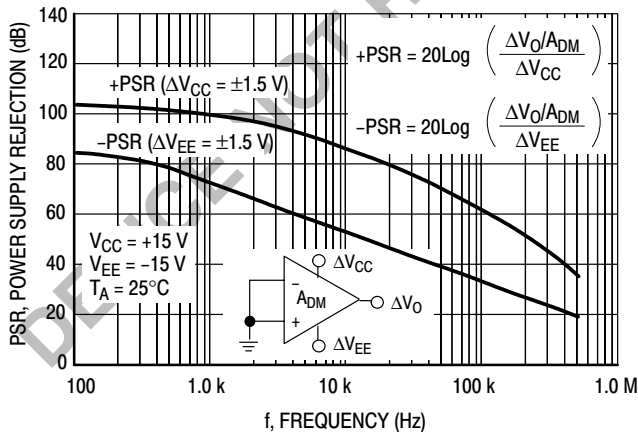 PSR, POWER SUPPLY REJECTION (dB)
140
120
100
80
60
40
20
0
+PSR (ΔVCC = ±1.5 V)
−PSR (ΔVEE = ±1.5 V)
+PSR = 20Log (ΔVO/ADM / ΔVCC)
−PSR = 20Log (ΔVO/ADM / ΔVEE)
VCC = +15 V
VEE = −15 V
TA = 25°C
ΔVCC
−
ADM
+
ΔVO
ΔVEE
100
1.0 k
10 k
100 k
1.0 M
f, FREQUENCY (Hz)